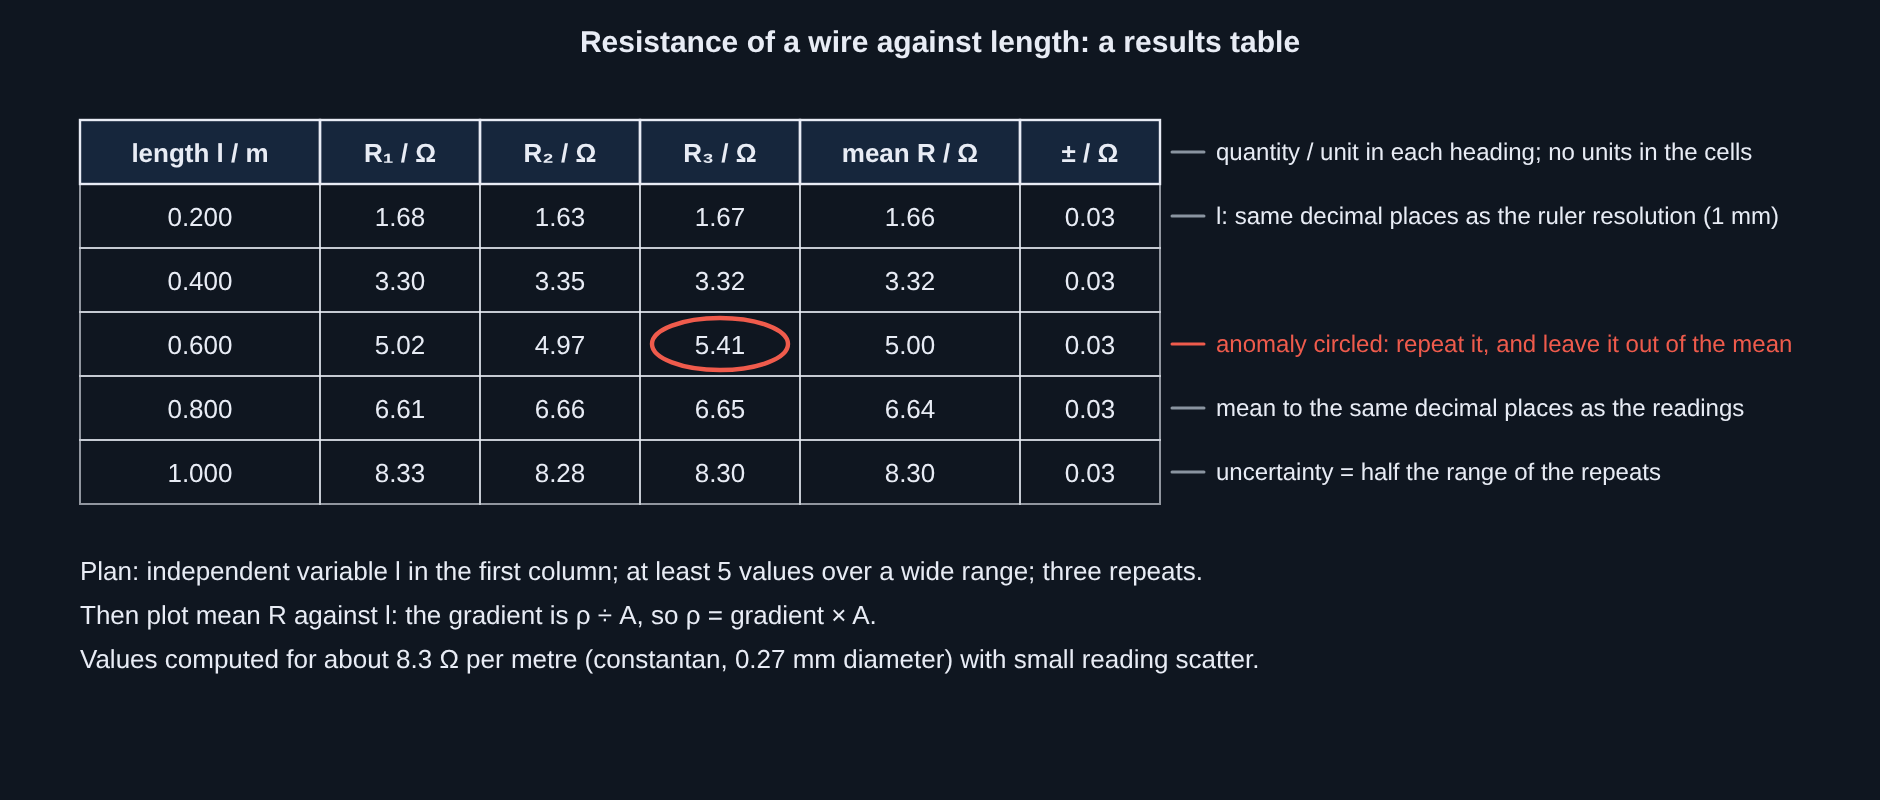 Resistance of a wire against length: a results table
length l / m R₁ / Ω R₂ / Ω R₃ / Ω mean R / Ω ± / Ω quantity / unit in each heading; no units in the cells
0.200 1.68 1.63 1.67 1.66 0.03 l: same decimal places as the ruler resolution (1 mm)
0.400 3.30 3.35 3.32 3.32 0.03
0.600 5.02 4.97 5.41 5.00 0.03 anomaly circled: repeat it, and leave it out of the mean
0.800 6.61 6.66 6.65 6.64 0.03 mean to the same decimal places as the readings
1.000 8.33 8.28 8.30 8.30 0.03 uncertainty = half the range of the repeats
Plan: independent variable l in the first column; at least 5 values over a wide range; three repeats.
Then plot mean R against l: the gradient is ρ ÷ A, so ρ = gradient × A.
Values computed for about 8.3 Ω per metre (constantan, 0.27 mm diameter) with small reading scatter.